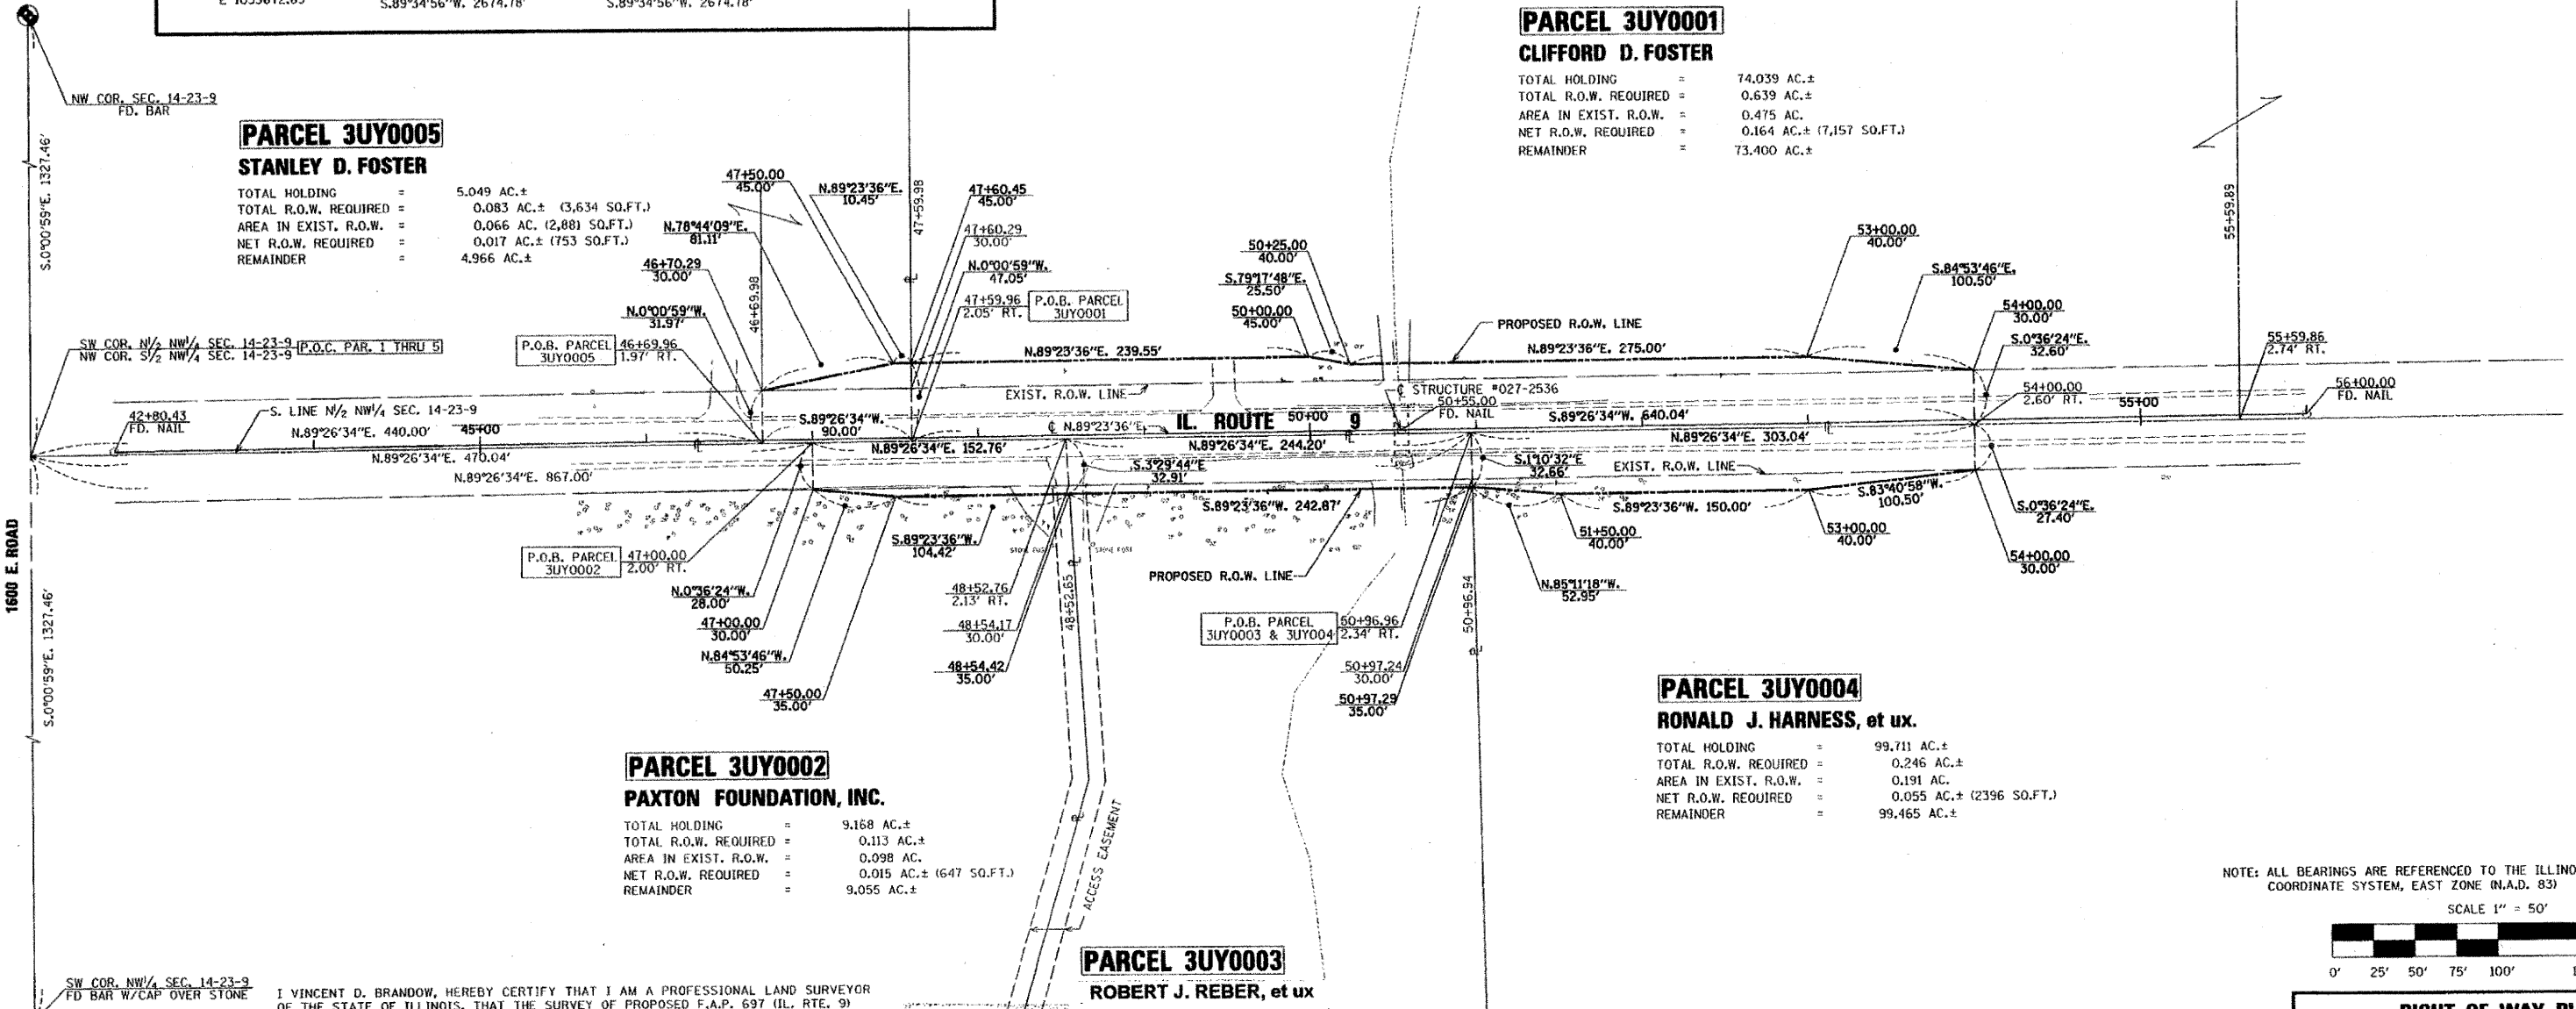 E 1055612.65
S.89°34'56"W. 2674.78'
S.89°34'56"W. 2674.78'
NW COR. SEC. 14-23-9
FD. BAR
S.0°00'59"E. 1327.46'
PARCEL 3UY0005
STANLEY D. FOSTER
TOTAL HOLDING = 5.049 AC.±
TOTAL R.O.W. REQUIRED = 0.083 AC.± (3,634 SQ.FT.)
AREA IN EXIST. R.O.W. = 0.066 AC. (2,881 SQ.FT.)
NET R.O.W. REQUIRED = 0.017 AC.± (753 SQ.FT.)
REMAINDER = 4.966 AC.±
PARCEL 3UY0001
CLIFFORD D. FOSTER
TOTAL HOLDING = 74.039 AC.±
TOTAL R.O.W. REQUIRED = 0.639 AC.±
AREA IN EXIST. R.O.W. = 0.475 AC.
NET R.O.W. REQUIRED = 0.164 AC.± (7,157 SQ.FT.)
REMAINDER = 73.400 AC.±
47+50.00
45.00'
N.89°23'36"E.
10.45'
47+59.98
47+60.45
45.00'
47+60.29
30.00'
N.0°00'59"W.
47.05'
47+59.96
2.05' RT.
P.O.B. PARCEL
3UY0001
N.78°44'09"E.
81.11'
46+70.29
30.00'
N.0°00'59"W.
31.97'
46+69.98
P.O.B. PARCEL
3UY0005
46+69.96
1.97' RT.
50+25.00
40.00'
S.79°17'48"E.
25.50'
50+00.00
45.00'
53+00.00
40.00'
S.84°53'46"E.
100.50'
54+00.00
30.00'
S.0°36'24"E.
32.60'
55+59.89
55+59.86
2.74' RT.
PROPOSED R.O.W. LINE
N.89°23'36"E. 239.55'
N.89°23'36"E. 275.00'
SW COR. N1/2 NW1/4 SEC. 14-23-9
NW COR. S1/2 NW1/4 SEC. 14-23-9
P.O.C. PAR. 1 THRU 5
EXIST. R.O.W. LINE
STRUCTURE #027-2536
54+00.00
2.60' RT.
56+00.00
FD. NAIL
42+80.43
FD. NAIL
S. LINE N1/2 NW1/4 SEC. 14-23-9
50+55.00
FD. NAIL
N.89°26'34"E. 440.00'
45+00
S.89°26'34"W.
90.00'
N.89°23'36"E.
IL. ROUTE 9
50+00
S.89°26'34"W. 640.04'
55+00
N.89°26'34"E. 470.04'
N.89°26'34"E. 152.76'
N.89°26'34"E. 244.20'
N.89°26'34"E. 303.04'
N.89°26'34"E. 867.00'
S.3°29'44"E
32.91'
S.1°10'32"E
32.66'
EXIST. R.O.W. LINE
S.83°40'58"W.
100.50'
S.89°23'36"W. 242.87'
S.89°23'36"W. 150.00'
S.0°36'24"E.
27.40'
1600 E. ROAD
S.0°00'59"E. 1327.46'
P.O.B. PARCEL
3UY0002
47+00.00
2.00' RT.
S.89°23'36"W.
104.42'
PROPOSED R.O.W. LINE
51+50.00
40.00'
53+00.00
40.00'
54+00.00
30.00'
N.0°36'24"W.
28.00'
47+00.00
30.00'
N.84°53'46"W.
50.25'
47+50.00
35.00'
48+52.76
2.13' RT.
48+54.17
30.00'
48+54.42
35.00'
48+52.65
N.85°11'18"W.
52.95'
P.O.B. PARCEL
3UY0003 & 3UY004
50+96.96
2.34' RT.
50+97.24
30.00'
50+97.29
35.00'
50+96.94
PARCEL 3UY0004
RONALD J. HARNESS, et ux.
TOTAL HOLDING = 99.711 AC.±
TOTAL R.O.W. REQUIRED = 0.246 AC.±
AREA IN EXIST. R.O.W. = 0.191 AC.
NET R.O.W. REQUIRED = 0.055 AC.± (2396 SQ.FT.)
REMAINDER = 99.465 AC.±
PARCEL 3UY0002
PAXTON FOUNDATION, INC.
TOTAL HOLDING = 9.168 AC.±
TOTAL R.O.W. REQUIRED = 0.113 AC.±
AREA IN EXIST. R.O.W. = 0.098 AC.
NET R.O.W. REQUIRED = 0.015 AC.± (647 SQ.FT.)
REMAINDER = 9.055 AC.±
ACCESS EASEMENT
NOTE: ALL BEARINGS ARE REFERENCED TO THE ILLINO
COORDINATE SYSTEM, EAST ZONE (N.A.D. 83)
SCALE 1" = 50'
0' 25' 50' 75' 100'
PARCEL 3UY0003
ROBERT J. REBER, et ux
SW COR. NW1/4 SEC. 14-23-9
FD BAR W/CAP OVER STONE
I VINCENT D. BRANDOW, HEREBY CERTIFY THAT I AM A PROFESSIONAL LAND SURVEYOR
OF THE STATE OF ILLINOIS, THAT THE SURVEY OF PROPOSED F.A.P. 697 (IL. RTE. 9)
RIGHT OF WAY